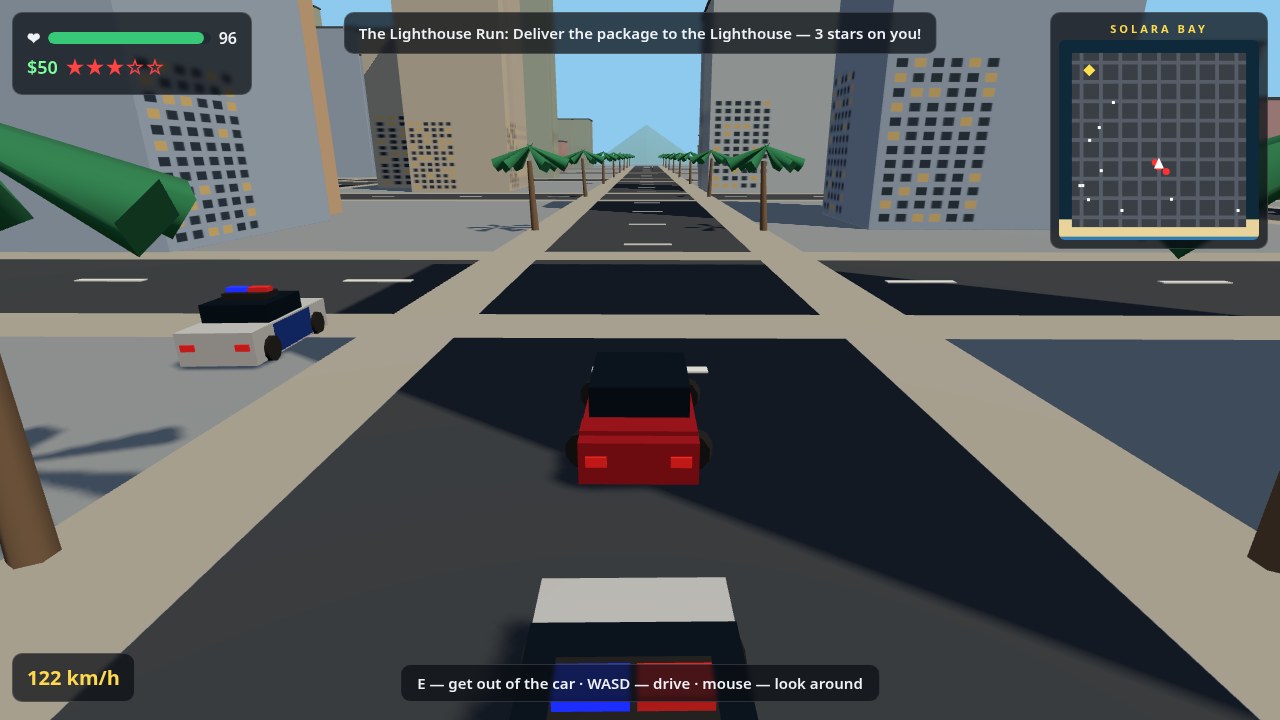 ❤ 96
$50 ★★★☆☆
The Lighthouse Run: Deliver the package to the Lighthouse — 3 stars on you!
SOLARA BAY
122 km/h
E — get out of the car · WASD — drive · mouse — look around